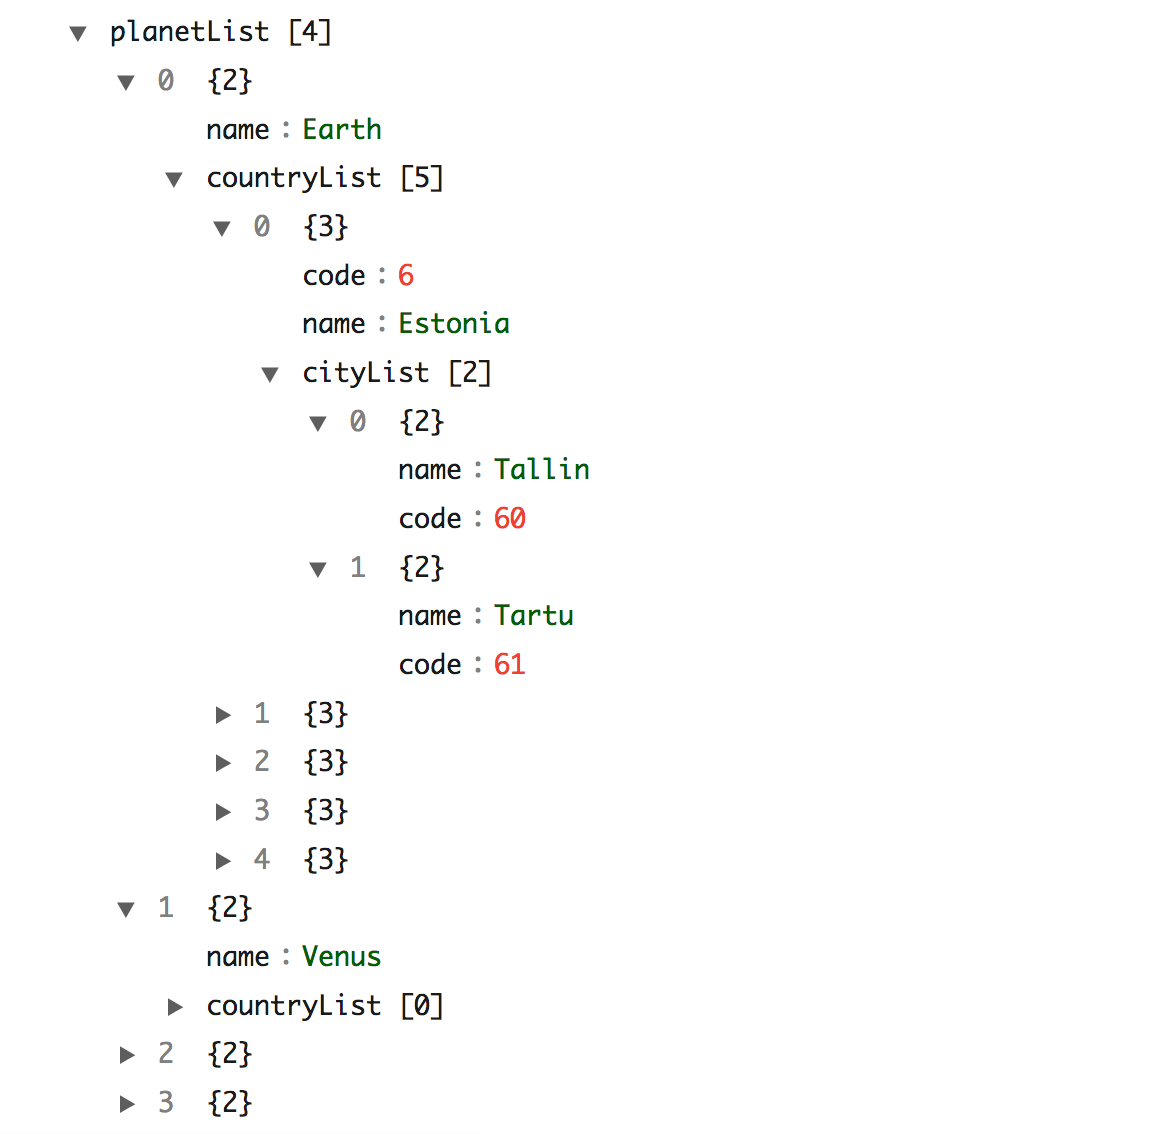 planetList [4]
0 {2}
name : Earth
countryList [5]
0 {3}
code : 6
name : Estonia
cityList [2]
0 {2}
name : Tallin
code : 60
1 {2}
name : Tartu
code : 61
1 {3}
2 {3}
3 {3}
4 {3}
1 {2}
name : Venus
countryList [0]
2 {2}
3 {2}